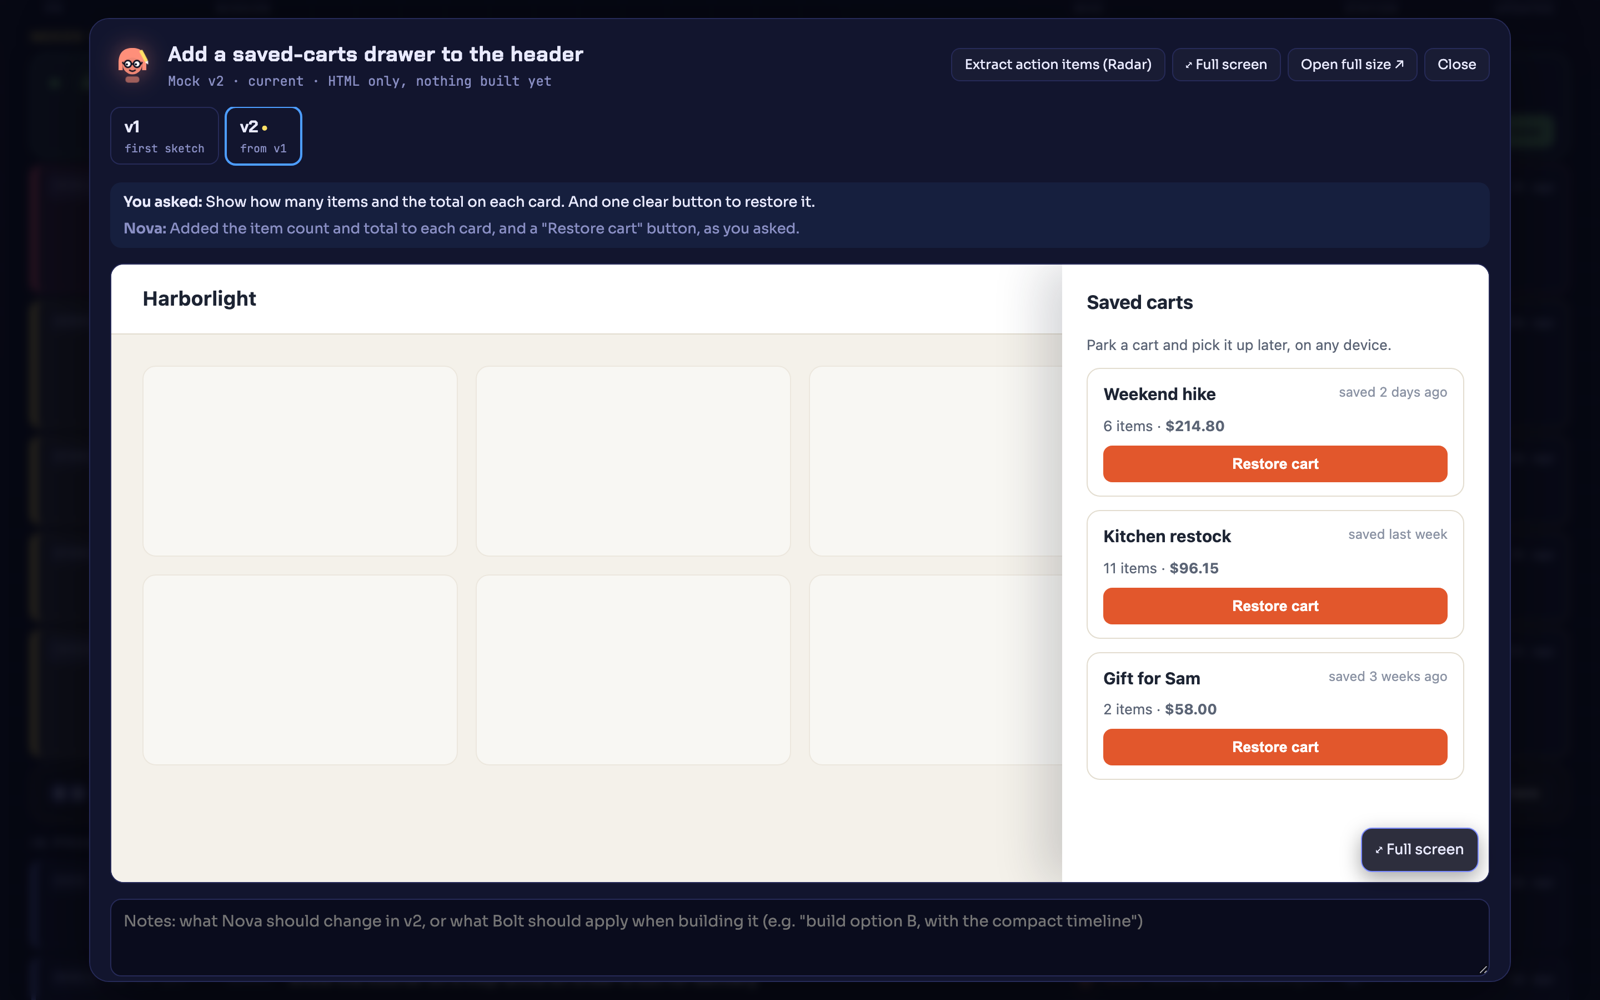 Add a saved-carts drawer to the header
Mock v2 · current · HTML only, nothing built yet
Extract action items (Radar)
⤢ Full screen
Open full size ↗
Close
v1
first sketch
v2 •
from v1
You asked: Show how many items and the total on each card. And one clear button to restore it.
Nova: Added the item count and total to each card, and a "Restore cart" button, as you asked.
Harborlight
Saved carts
Park a cart and pick it up later, on any device.
Weekend hike
saved 2 days ago
6 items · $214.80
Restore cart
Kitchen restock
saved last week
11 items · $96.15
Restore cart
Gift for Sam
saved 3 weeks ago
2 items · $58.00
Restore cart
⤢ Full screen
Notes: what Nova should change in v2, or what Bolt should apply when building it (e.g. "build option B, with the compact timeline")